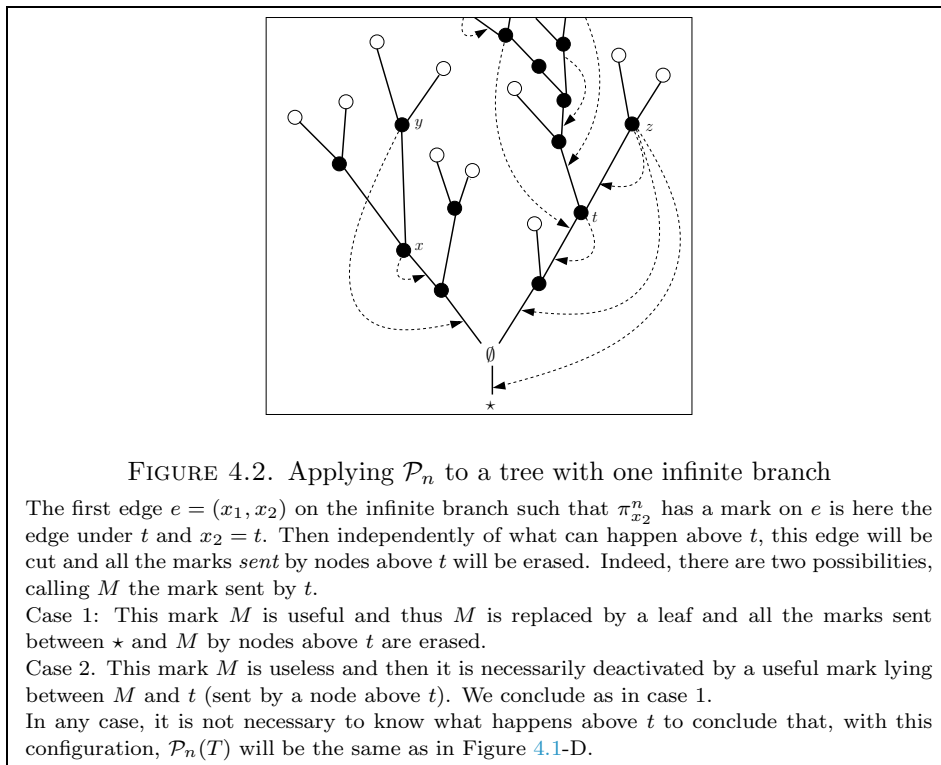 y
z
t
x
∅
⋆
FIGURE 4.2. Applying 𝒫ₙ to a tree with one infinite branch
The first edge e = (x₁, x₂) on the infinite branch such that πⁿₓ₂ has a mark on e is here the
edge under t and x₂ = t. Then independently of what can happen above t, this edge will be
cut and all the marks sent by nodes above t will be erased. Indeed, there are two possibilities,
calling M the mark sent by t.
Case 1: This mark M is useful and thus M is replaced by a leaf and all the marks sent
between ⋆ and M by nodes above t are erased.
Case 2. This mark M is useless and then it is necessarily deactivated by a useful mark lying
between M and t (sent by a node above t). We conclude as in case 1.
In any case, it is not necessary to know what happens above t to conclude that, with this
configuration, 𝒫ₙ(T) will be the same as in Figure 4.1-D.